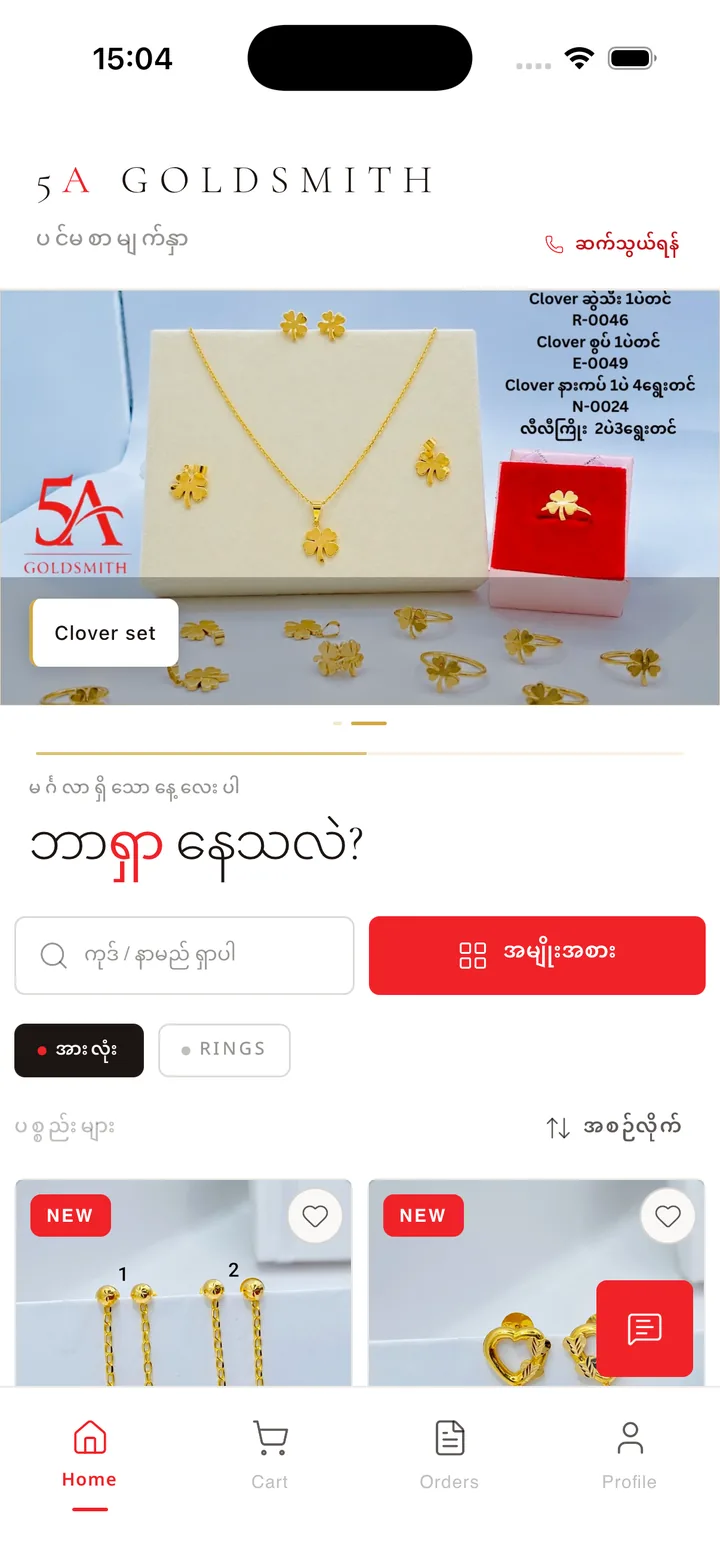 15:04
5A GOLDSMITH
ပင်မစာမျက်နှာ
ဆက်သွယ်ရန်
Clover ဆွဲသီး 1ပဲတင်
R-0046
Clover စွပ် 1ပဲတင်
E-0049
Clover နားကပ် 1ပဲ 4ရွေးတင်
N-0024
လီလီကြိုး 2ပဲ3ရွေးတင်
5A
GOLDSMITH
Clover set
မင်္ဂလာရှိသောနေ့လေးပါ
ဘာရှာနေသလဲ?
ကုဒ် / နာမည် ရှာပါ
အမျိုးအစား
အားလုံး
RINGS
ပစ္စည်းများ
အစဉ်လိုက်
NEW
NEW
1
2
Home
Cart
Orders
Profile